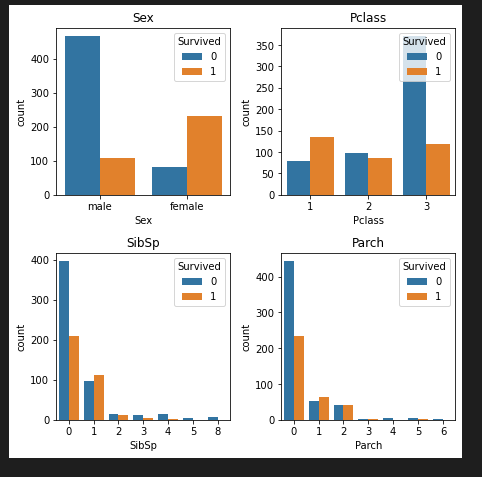 Sex
Survived
0
1
400
300
200
100
0
count
male female
Sex
Pclass
Survived
0
1
350
300
250
200
150
100
50
0
count
1 2 3
Pclass
SibSp
Survived
0
1
400
300
200
100
0
count
0 1 2 3 4 5 8
SibSp
Parch
Survived
0
1
400
300
200
100
0
count
0 1 2 3 4 5 6
Parch